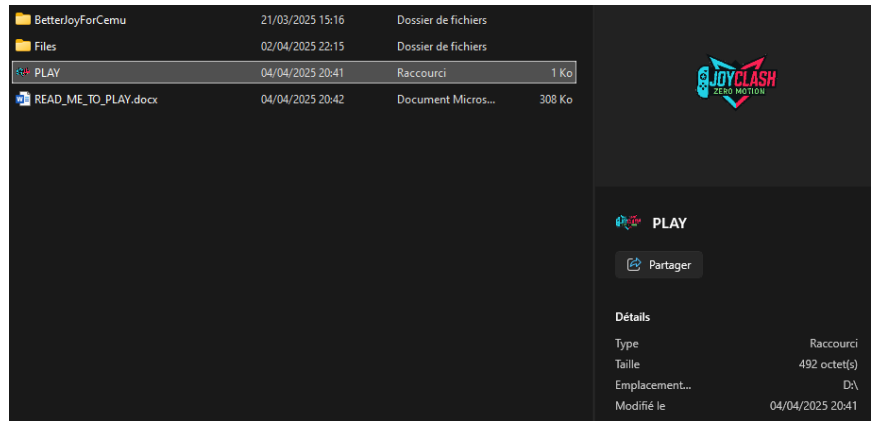 BetterJoyForCemu 21/03/2025 15:16 Dossier de fichiers
Files 02/04/2025 22:15 Dossier de fichiers
PLAY 04/04/2025 20:41 Raccourci 1 Ko
READ_ME_TO_PLAY.docx 04/04/2025 20:42 Document Micros... 308 Ko
JOYCLASH
ZERO MOTION
PLAY
Partager
Détails
Type Raccourci
Taille 492 octet(s)
Emplacement... D:\
Modifié le 04/04/2025 20:41